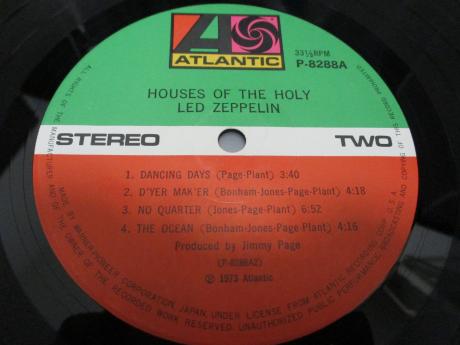 33⅓RPM
ATLANTIC
P-8288A
HOUSES OF THE HOLY
LED ZEPPELIN
STEREO TWO
1. DANCING DAYS (Page-Plant) 3:40
2. D'YER MAK'ER (Bonham-Jones-Page-Plant) 4:18
3. NO QUARTER (Jones-Page-Plant) 6:52
4. THE OCEAN (Bonham-Jones-Page-Plant) 4:16
Produced by Jimmy Page
(P-8288A2)
Ⓟ 1973 Atlantic
ALL RIGHTS OF THE MANUFACTURER AND OF THE OWNER OF THE RECORDED WORK RESERVED. UNAUTHORIZED PUBLIC PERFORMANCE, BROADCASTING AND COPYING OF THIS RECORD PROHIBITED
MADE BY WARNER-PIONEER CORPORATION, JAPAN, UNDER LICENSE FROM ATLANTIC RECORDING CORP., U.S.A.